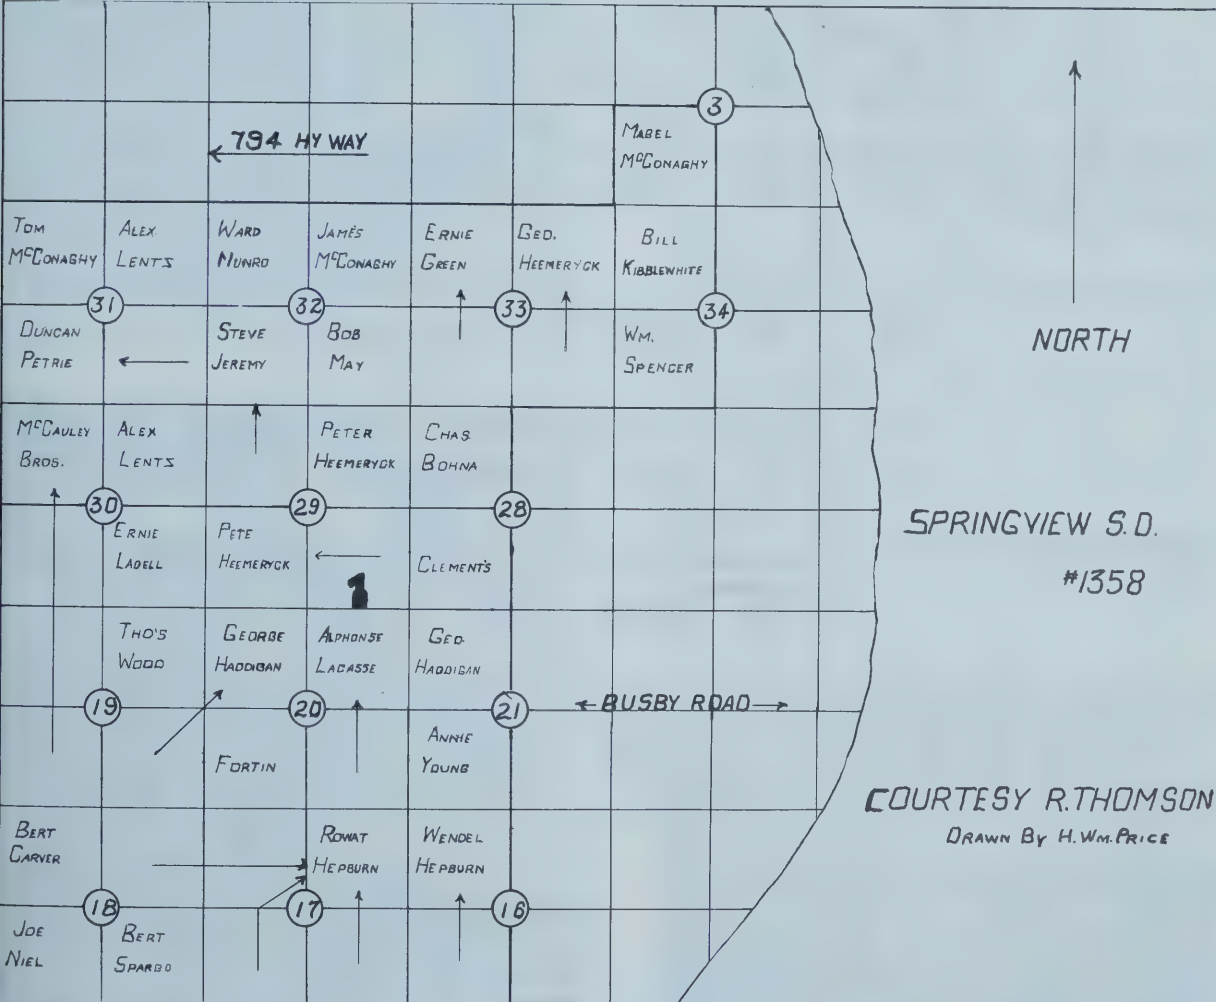 3
794 HYWAY
MABEL
McCONAGHY
TOM
McCONAGHY
ALEX
LENTS
WARD
MUNRO
JAMES
McCONAGHY
ERNIE
GREEN
GEO.
HEEMERYCK
BILL
KIBBLEWHITE
31
32
33
34
DUNCAN
PETRIE
STEVE
JEREMY
BOB
MAY
WM.
SPENCER
NORTH
McCAULEY
BROS.
ALEX
LENTS
PETER
HEEMERYCK
CHAS
BOHNA
30
29
28
ERNIE
LADELL
PETE
HEEMERYCK
CLEMENTS
SPRINGVIEW S.D.
#1358
1
THO'S
WOOD
GEORGE
HADDIGAN
ALPHONSE
LACASSE
GEO.
HADDIGAN
19
20
21
BUSBY ROAD
FORTIN
ANNIE
YOUNG
COURTESY R.THOMSON
DRAWN BY H.WM.PRICE
BERT
CARVER
ROWAT
HEPBURN
WENDEL
HEPBURN
18
17
16
JOE
NIEL
BERT
SPARGO